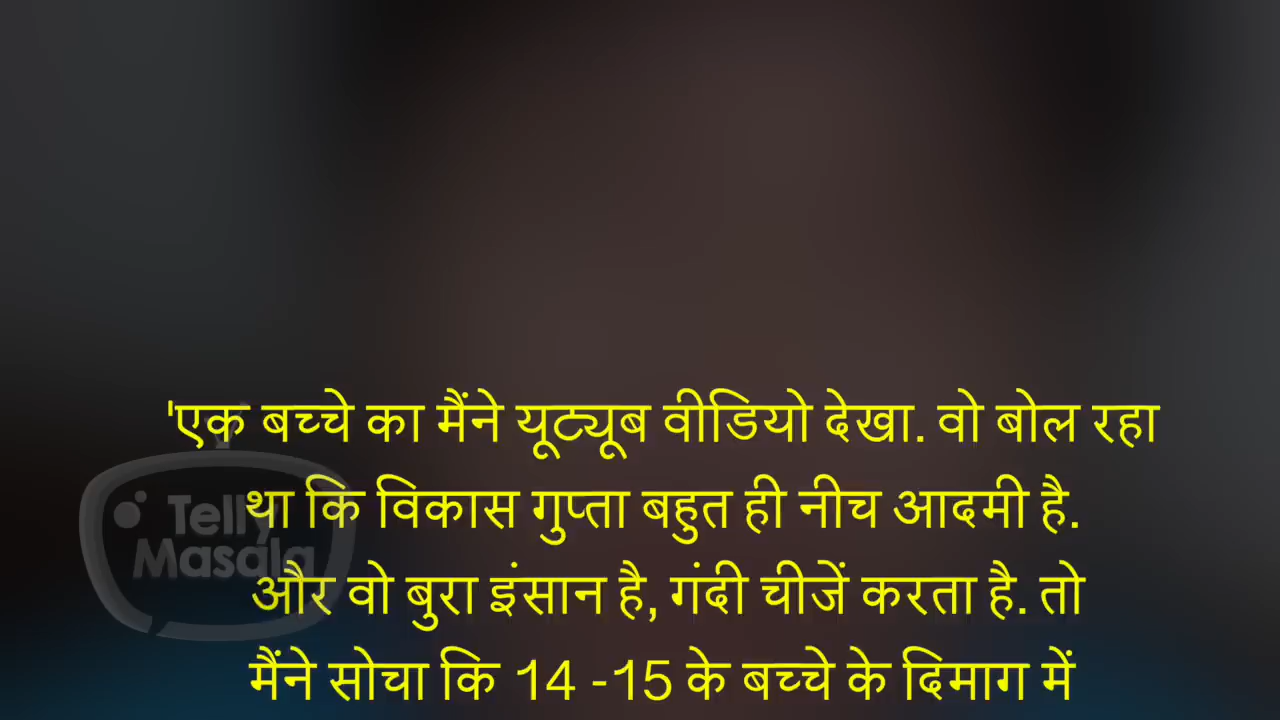 'एक बच्चे का मैंने यूट्यूब वीडियो देखा. वो बोल रहा
था कि विकास गुप्ता बहुत ही नीच आदमी है.
और वो बुरा इंसान है, गंदी चीजें करता है. तो
मैंने सोचा कि 14 -15 के बच्चे के दिमाग में
Telly
Masala